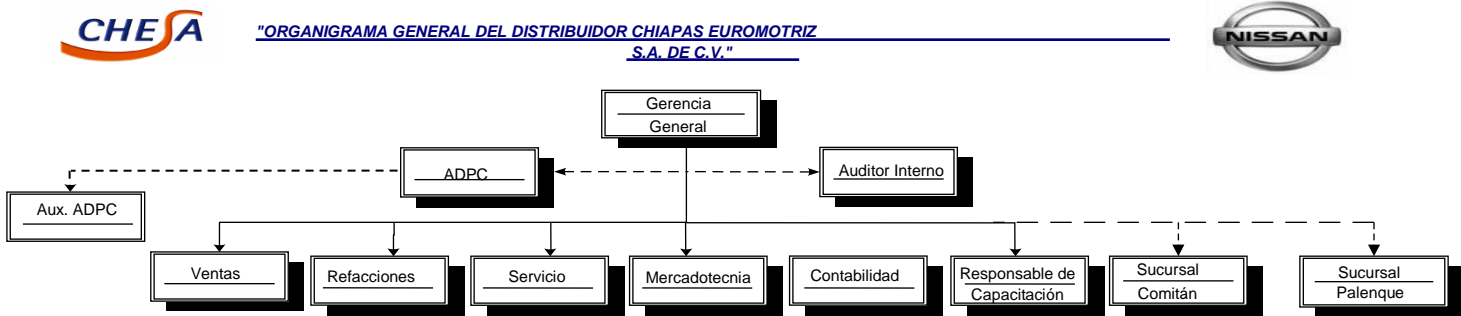 CHESA
"ORGANIGRAMA GENERAL DEL DISTRIBUIDOR CHIAPAS EUROMOTRIZ
S.A. DE C.V."
NISSAN
Gerencia
General
ADPC
Auditor Interno
Aux. ADPC
Ventas
Refacciones
Servicio
Mercadotecnia
Contabilidad
Responsable de
Capacitación
Sucursal
Comitán
Sucursal
Palenque